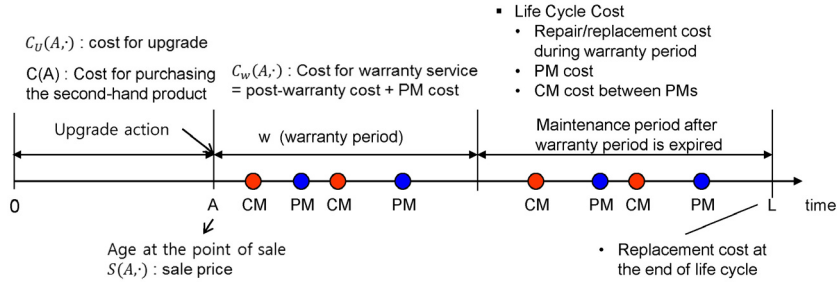 ▪ Life Cycle Cost
• Repair/replacement cost
during warranty period
• PM cost
• CM cost between PMs
C_U(A,·) : cost for upgrade
C(A) : Cost for purchasing
the second-hand product
C_w(A,·) : Cost for warranty service
= post-warranty cost + PM cost
Upgrade action
w (warranty period)
Maintenance period after
warranty period is expired
0 A CM PM CM PM CM PM CM PM L time
Age at the point of sale
S(A,·) : sale price
• Replacement cost at
the end of life cycle